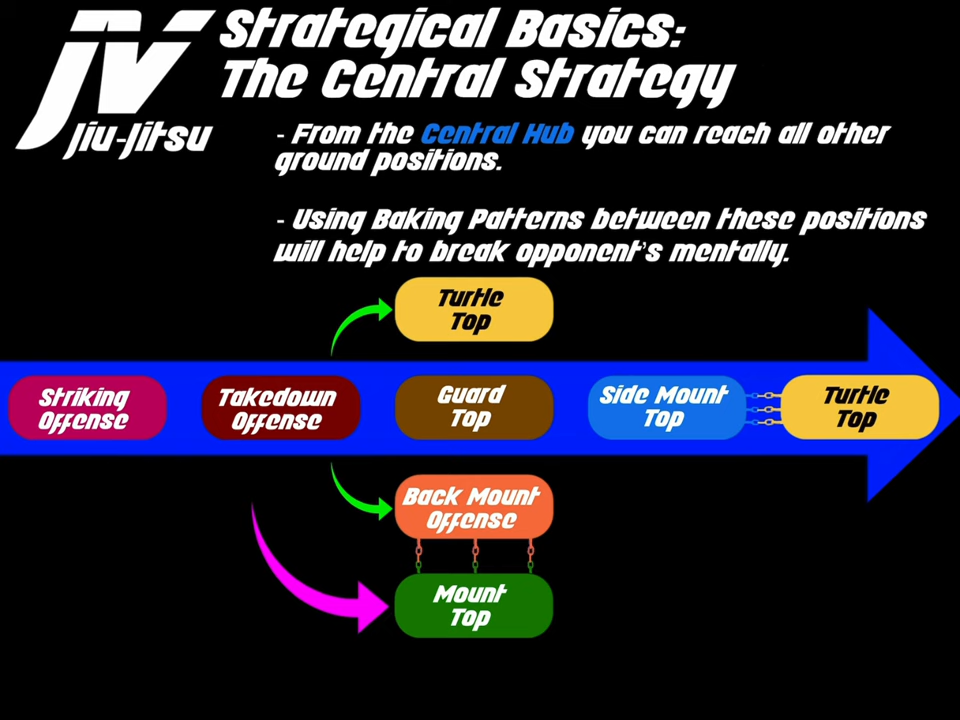 JV
Jiu-Jitsu
Strategical Basics:
The Central Strategy
- From the Central Hub you can reach all other
ground positions.
- Using Baking Patterns between these positions
will help to break opponent's mentally.
Turtle
Top
Striking
Offense
Takedown
Offense
Guard
Top
Side Mount
Top
Turtle
Top
Back Mount
Offense
Mount
Top